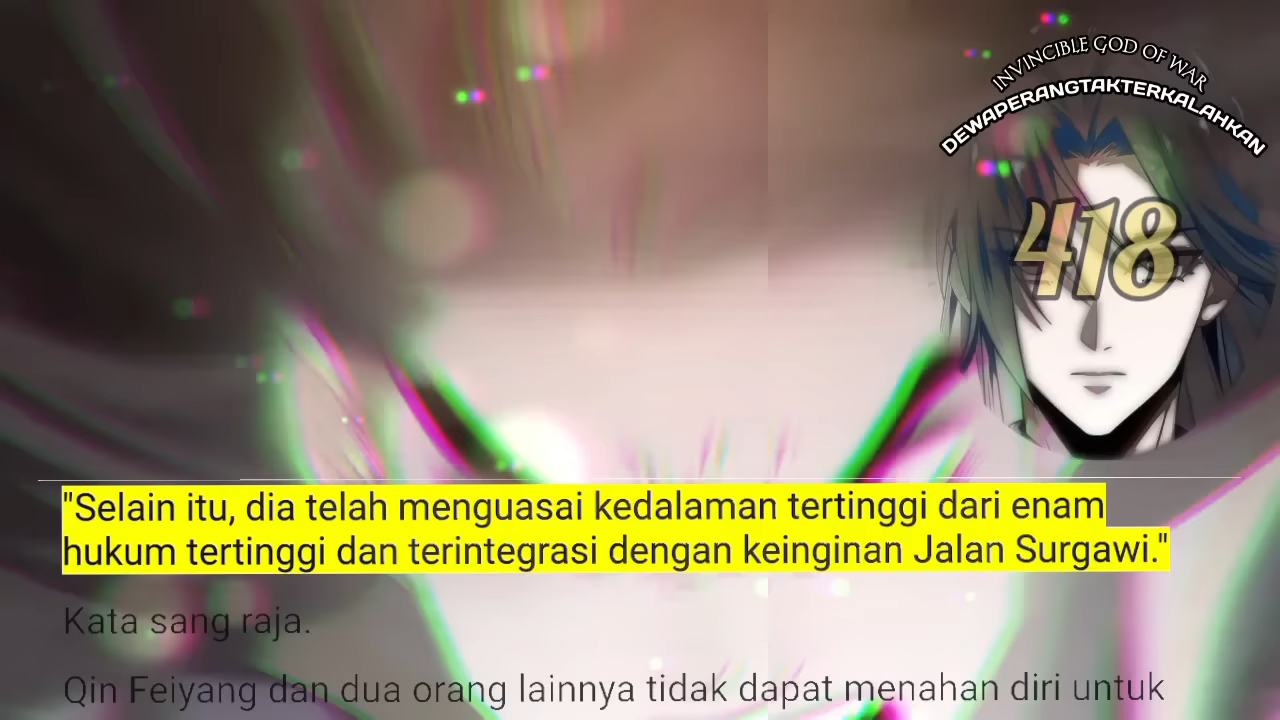 INVINCIBLE GOD OF WAR
DEWAPERANGTAKTERKALAHKAN
418
"Selain itu, dia telah menguasai kedalaman tertinggi dari enam
hukum tertinggi dan terintegrasi dengan keinginan Jalan Surgawi."
Kata sang raja.
Qin Feiyang dan dua orang lainnya tidak dapat menahan diri untuk